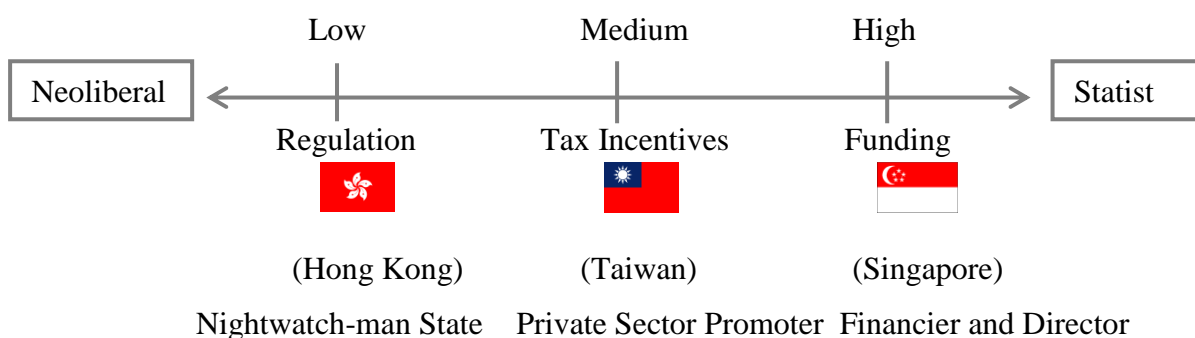 Low Medium High
Neoliberal Statist
Regulation Tax Incentives Funding
(Hong Kong) (Taiwan) (Singapore)
Nightwatch-man State Private Sector Promoter Financier and Director